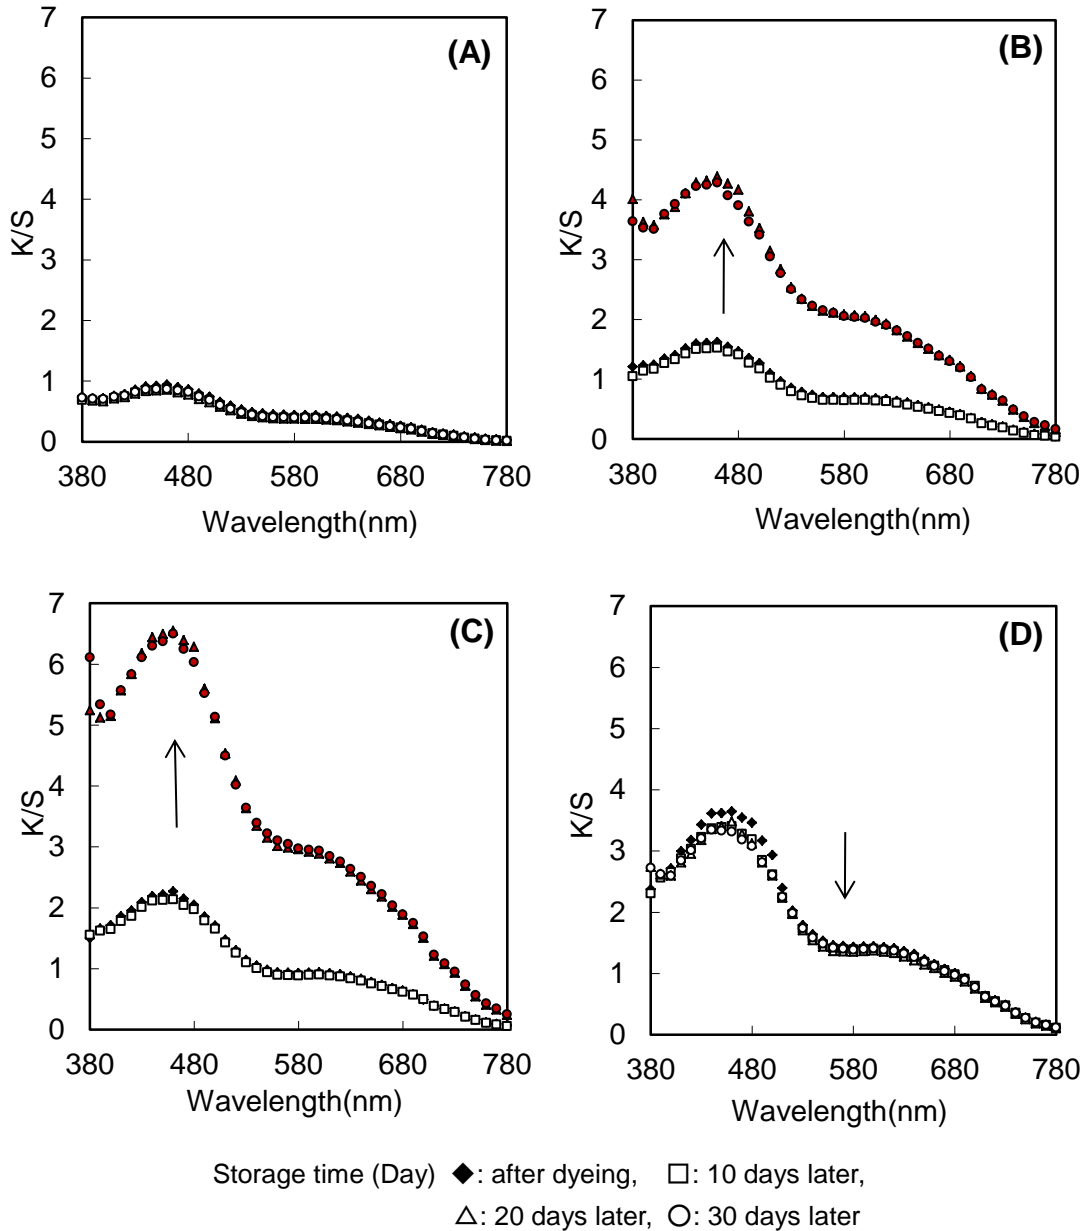 7
6
5
4
3
2
1
0
K/S
(A)
380 480 580 680 780
Wavelength(nm)
7
6
5
4
3
2
1
0
K/S
(B)
380 480 580 680 780
Wavelength(nm)
7
6
5
4
3
2
1
0
K/S
(C)
380 480 580 680 780
Wavelength(nm)
7
6
5
4
3
2
1
0
K/S
(D)
380 480 580 680 780
Wavelength(nm)
Storage time (Day) ◆: after dyeing, □: 10 days later,
△: 20 days later, ○: 30 days later